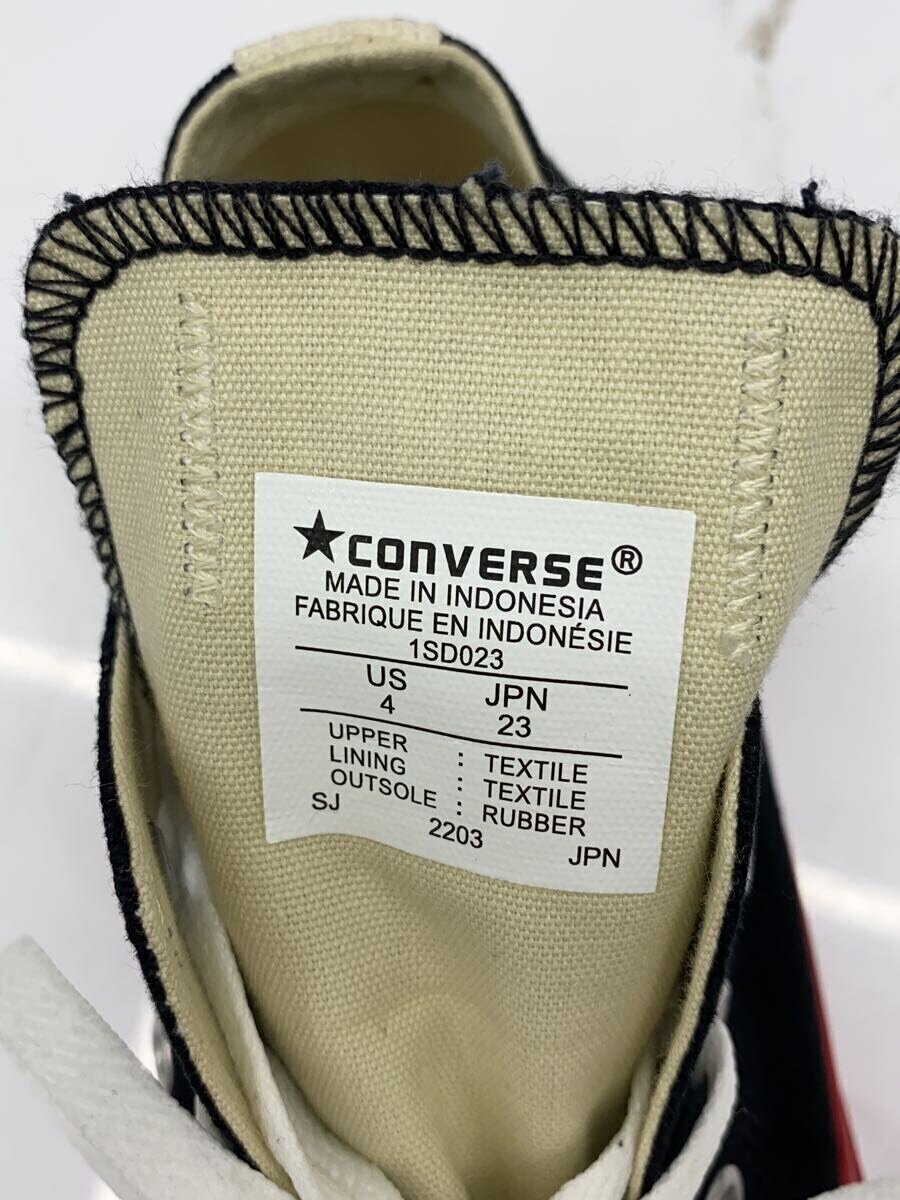 ★CONVERSE®
MADE IN INDONESIA
FABRIQUE EN INDONÉSIE
1SD023
US JPN
4 23
UPPER : TEXTILE
LINING : TEXTILE
OUTSOLE : RUBBER
SJ 2203 JPN